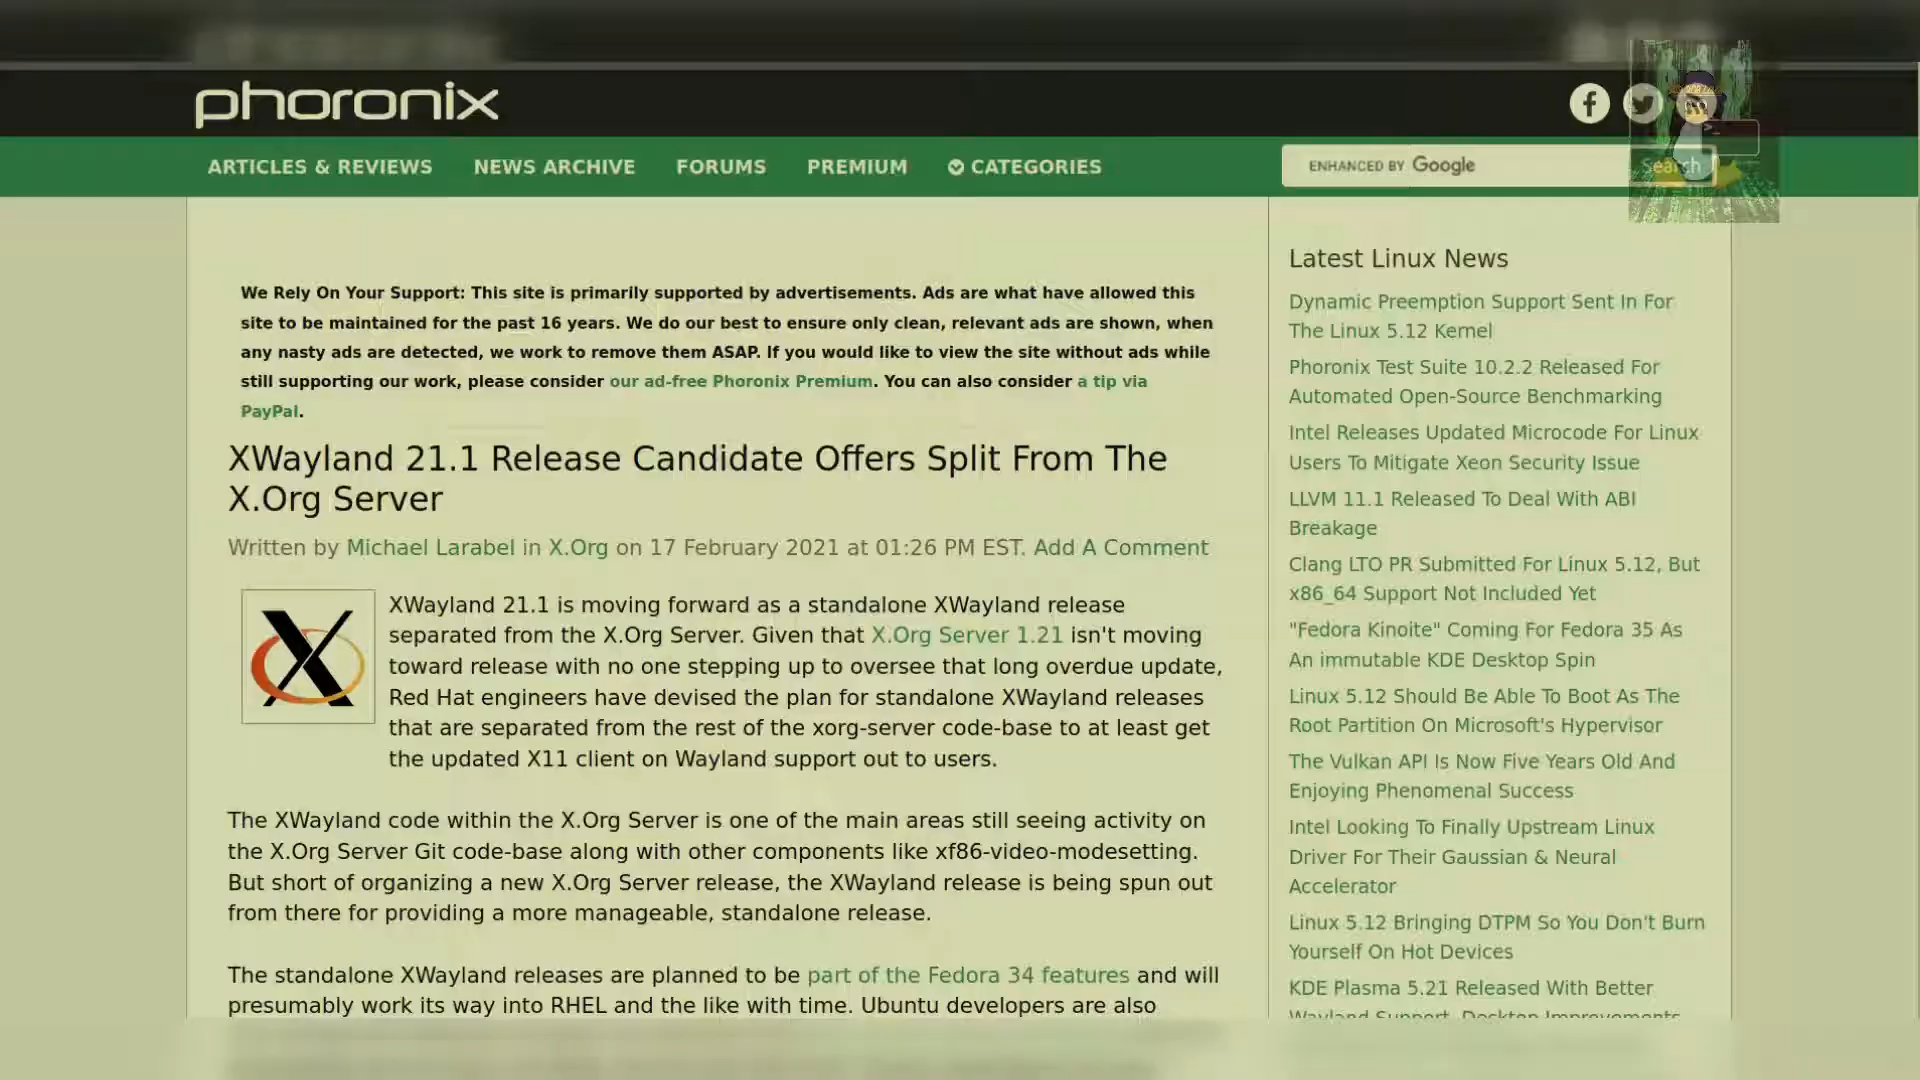 phoronix
ARTICLES & REVIEWS NEWS ARCHIVE FORUMS PREMIUM CATEGORIES
ENHANCED BY Google Search
We Rely On Your Support: This site is primarily supported by advertisements. Ads are what have allowed this
site to be maintained for the past 16 years. We do our best to ensure only clean, relevant ads are shown, when
any nasty ads are detected, we work to remove them ASAP. If you would like to view the site without ads while
still supporting our work, please consider our ad-free Phoronix Premium. You can also consider a tip via
PayPal.
XWayland 21.1 Release Candidate Offers Split From The
X.Org Server
Written by Michael Larabel in X.Org on 17 February 2021 at 01:26 PM EST. Add A Comment
XWayland 21.1 is moving forward as a standalone XWayland release
separated from the X.Org Server. Given that X.Org Server 1.21 isn't moving
toward release with no one stepping up to oversee that long overdue update,
Red Hat engineers have devised the plan for standalone XWayland releases
that are separated from the rest of the xorg-server code-base to at least get
the updated X11 client on Wayland support out to users.
The XWayland code within the X.Org Server is one of the main areas still seeing activity on
the X.Org Server Git code-base along with other components like xf86-video-modesetting.
But short of organizing a new X.Org Server release, the XWayland release is being spun out
from there for providing a more manageable, standalone release.
The standalone XWayland releases are planned to be part of the Fedora 34 features and will
presumably work its way into RHEL and the like with time. Ubuntu developers are also
Latest Linux News
Dynamic Preemption Support Sent In For
The Linux 5.12 Kernel
Phoronix Test Suite 10.2.2 Released For
Automated Open-Source Benchmarking
Intel Releases Updated Microcode For Linux
Users To Mitigate Xeon Security Issue
LLVM 11.1 Released To Deal With ABI
Breakage
Clang LTO PR Submitted For Linux 5.12, But
x86_64 Support Not Included Yet
"Fedora Kinoite" Coming For Fedora 35 As
An immutable KDE Desktop Spin
Linux 5.12 Should Be Able To Boot As The
Root Partition On Microsoft's Hypervisor
The Vulkan API Is Now Five Years Old And
Enjoying Phenomenal Success
Intel Looking To Finally Upstream Linux
Driver For Their Gaussian & Neural
Accelerator
Linux 5.12 Bringing DTPM So You Don't Burn
Yourself On Hot Devices
KDE Plasma 5.21 Released With Better
Wayland Support, Desktop Improvements